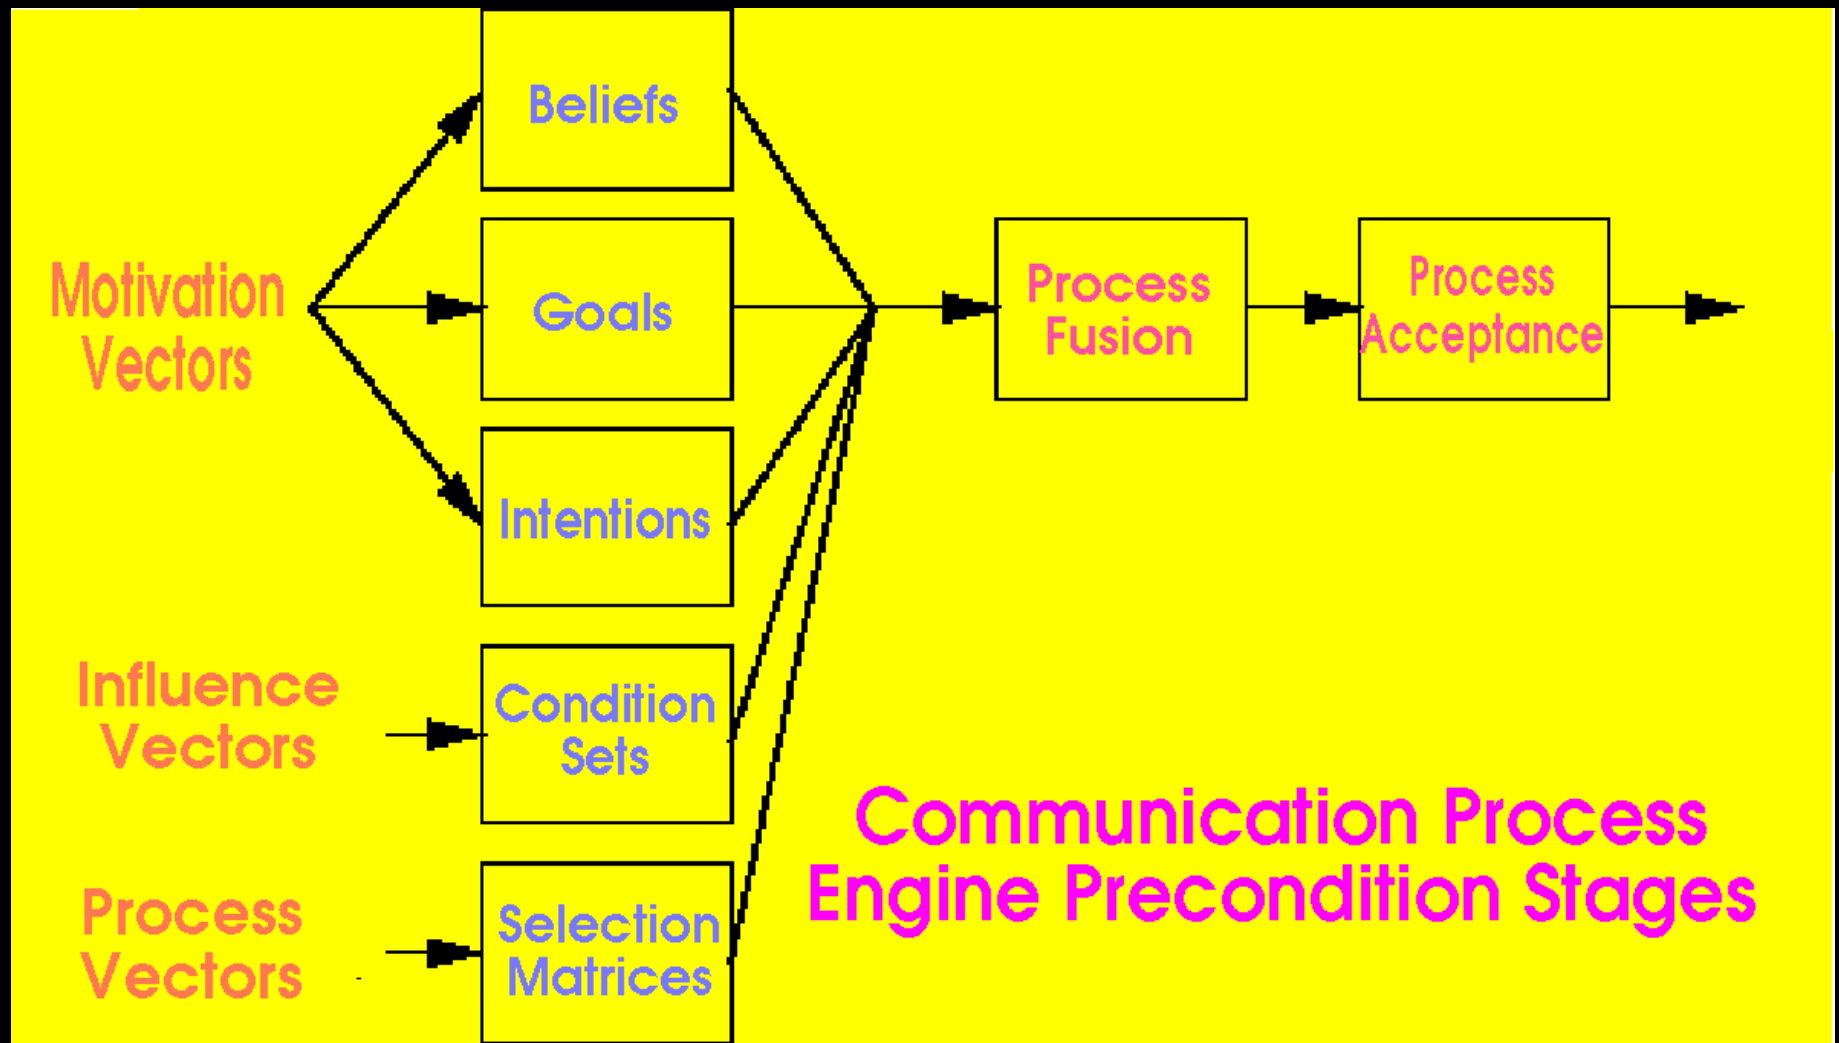 Beliefs
Motivation
Vectors
Goals
Intentions
Process
Fusion
Process
Acceptance
Influence
Vectors
Condition
Sets
Process
Vectors
Selection
Matrices
Communication Process
Engine Precondition Stages